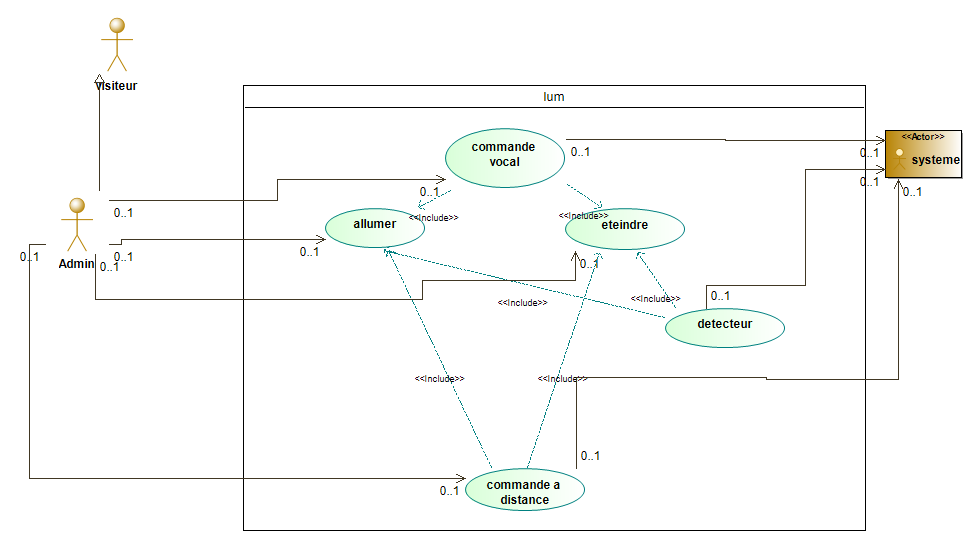 visiteur
lum
<<Actor>>
systeme
commande
vocal
0..1
0..1
0..1
0..1
0..1
<<Include>>
<<Include>>
allumer
eteindre
0..1
0..1
Admin
0..1
0..1
0..1
0..1
<<Include>>
<<Include>>
0..1
detecteur
<<Include>>
<<Include>>
0..1
0..1
commande a
distance